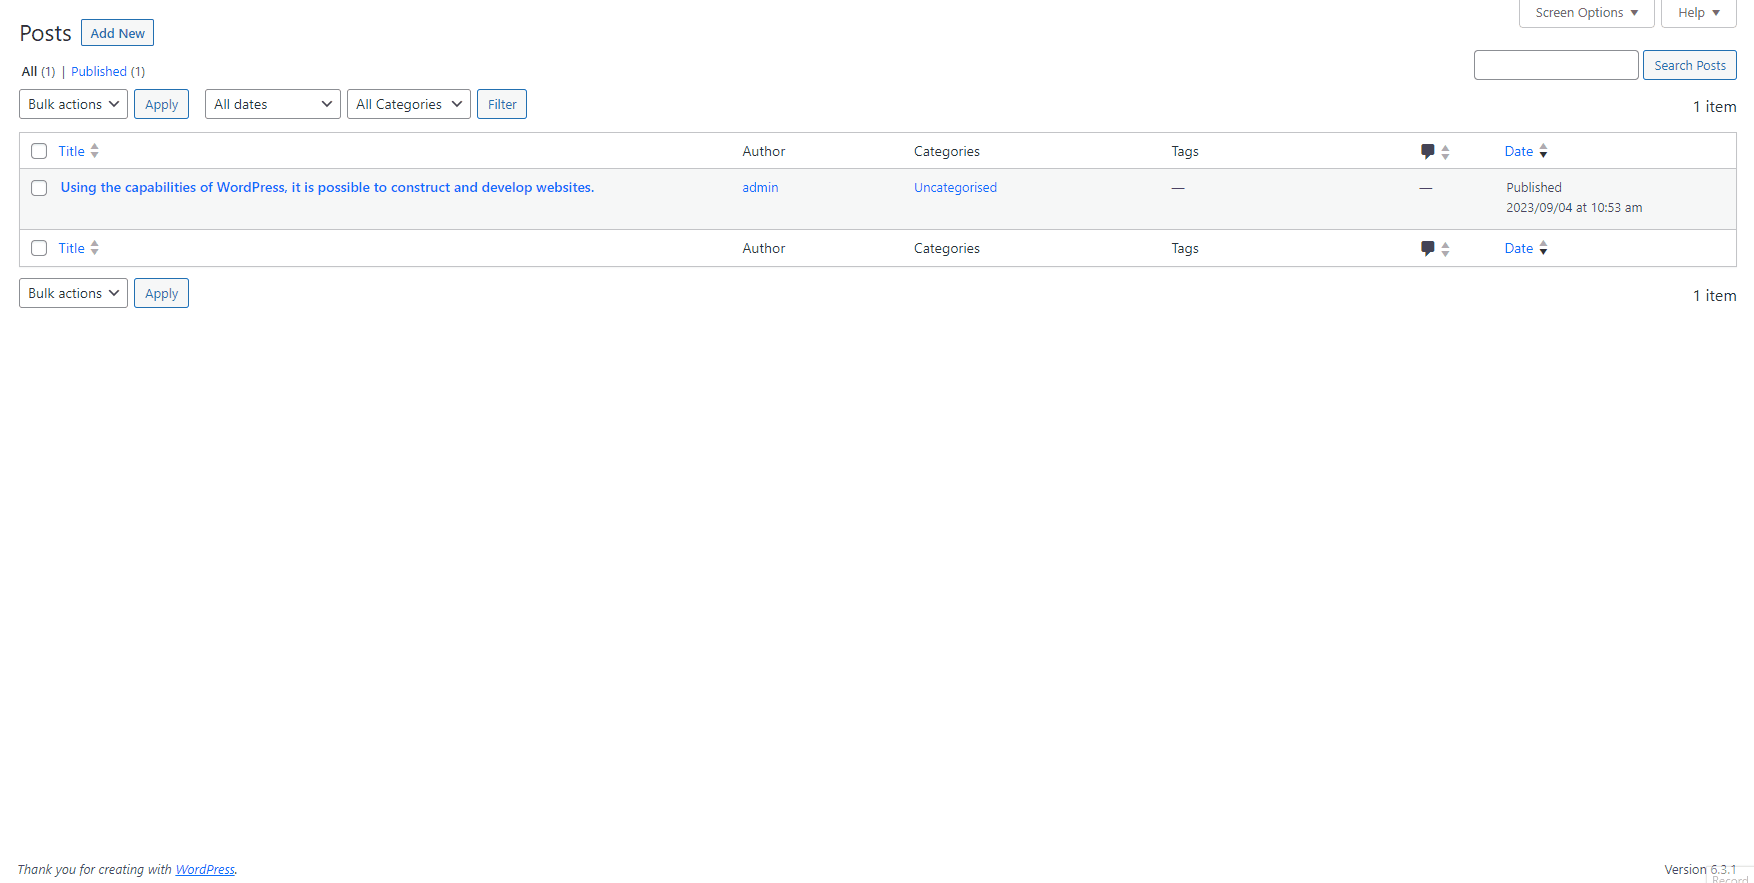 Screen Options Help
Posts Add New
All (1) | Published (1)
Search Posts
Bulk actions Apply All dates All Categories Filter
1 item
Title Author Categories Tags Date
Using the capabilities of WordPress, it is possible to construct and develop websites. admin Uncategorised — — Published
2023/09/04 at 10:53 am
Title Author Categories Tags Date
Bulk actions Apply
1 item
Thank you for creating with WordPress. Version 6.3.1
Record